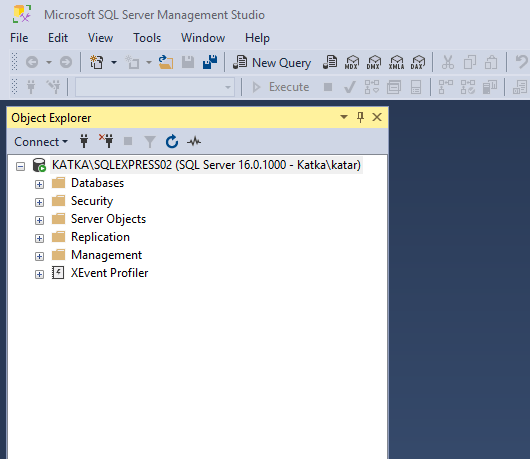 Microsoft SQL Server Management Studio
File Edit View Tools Window Help
New Query MDX DMX XMLA DAX
Execute
Object Explorer
Connect
KATKA\SQLEXPRESS02 (SQL Server 16.0.1000 - Katka\katar)
Databases
Security
Server Objects
Replication
Management
XEvent Profiler